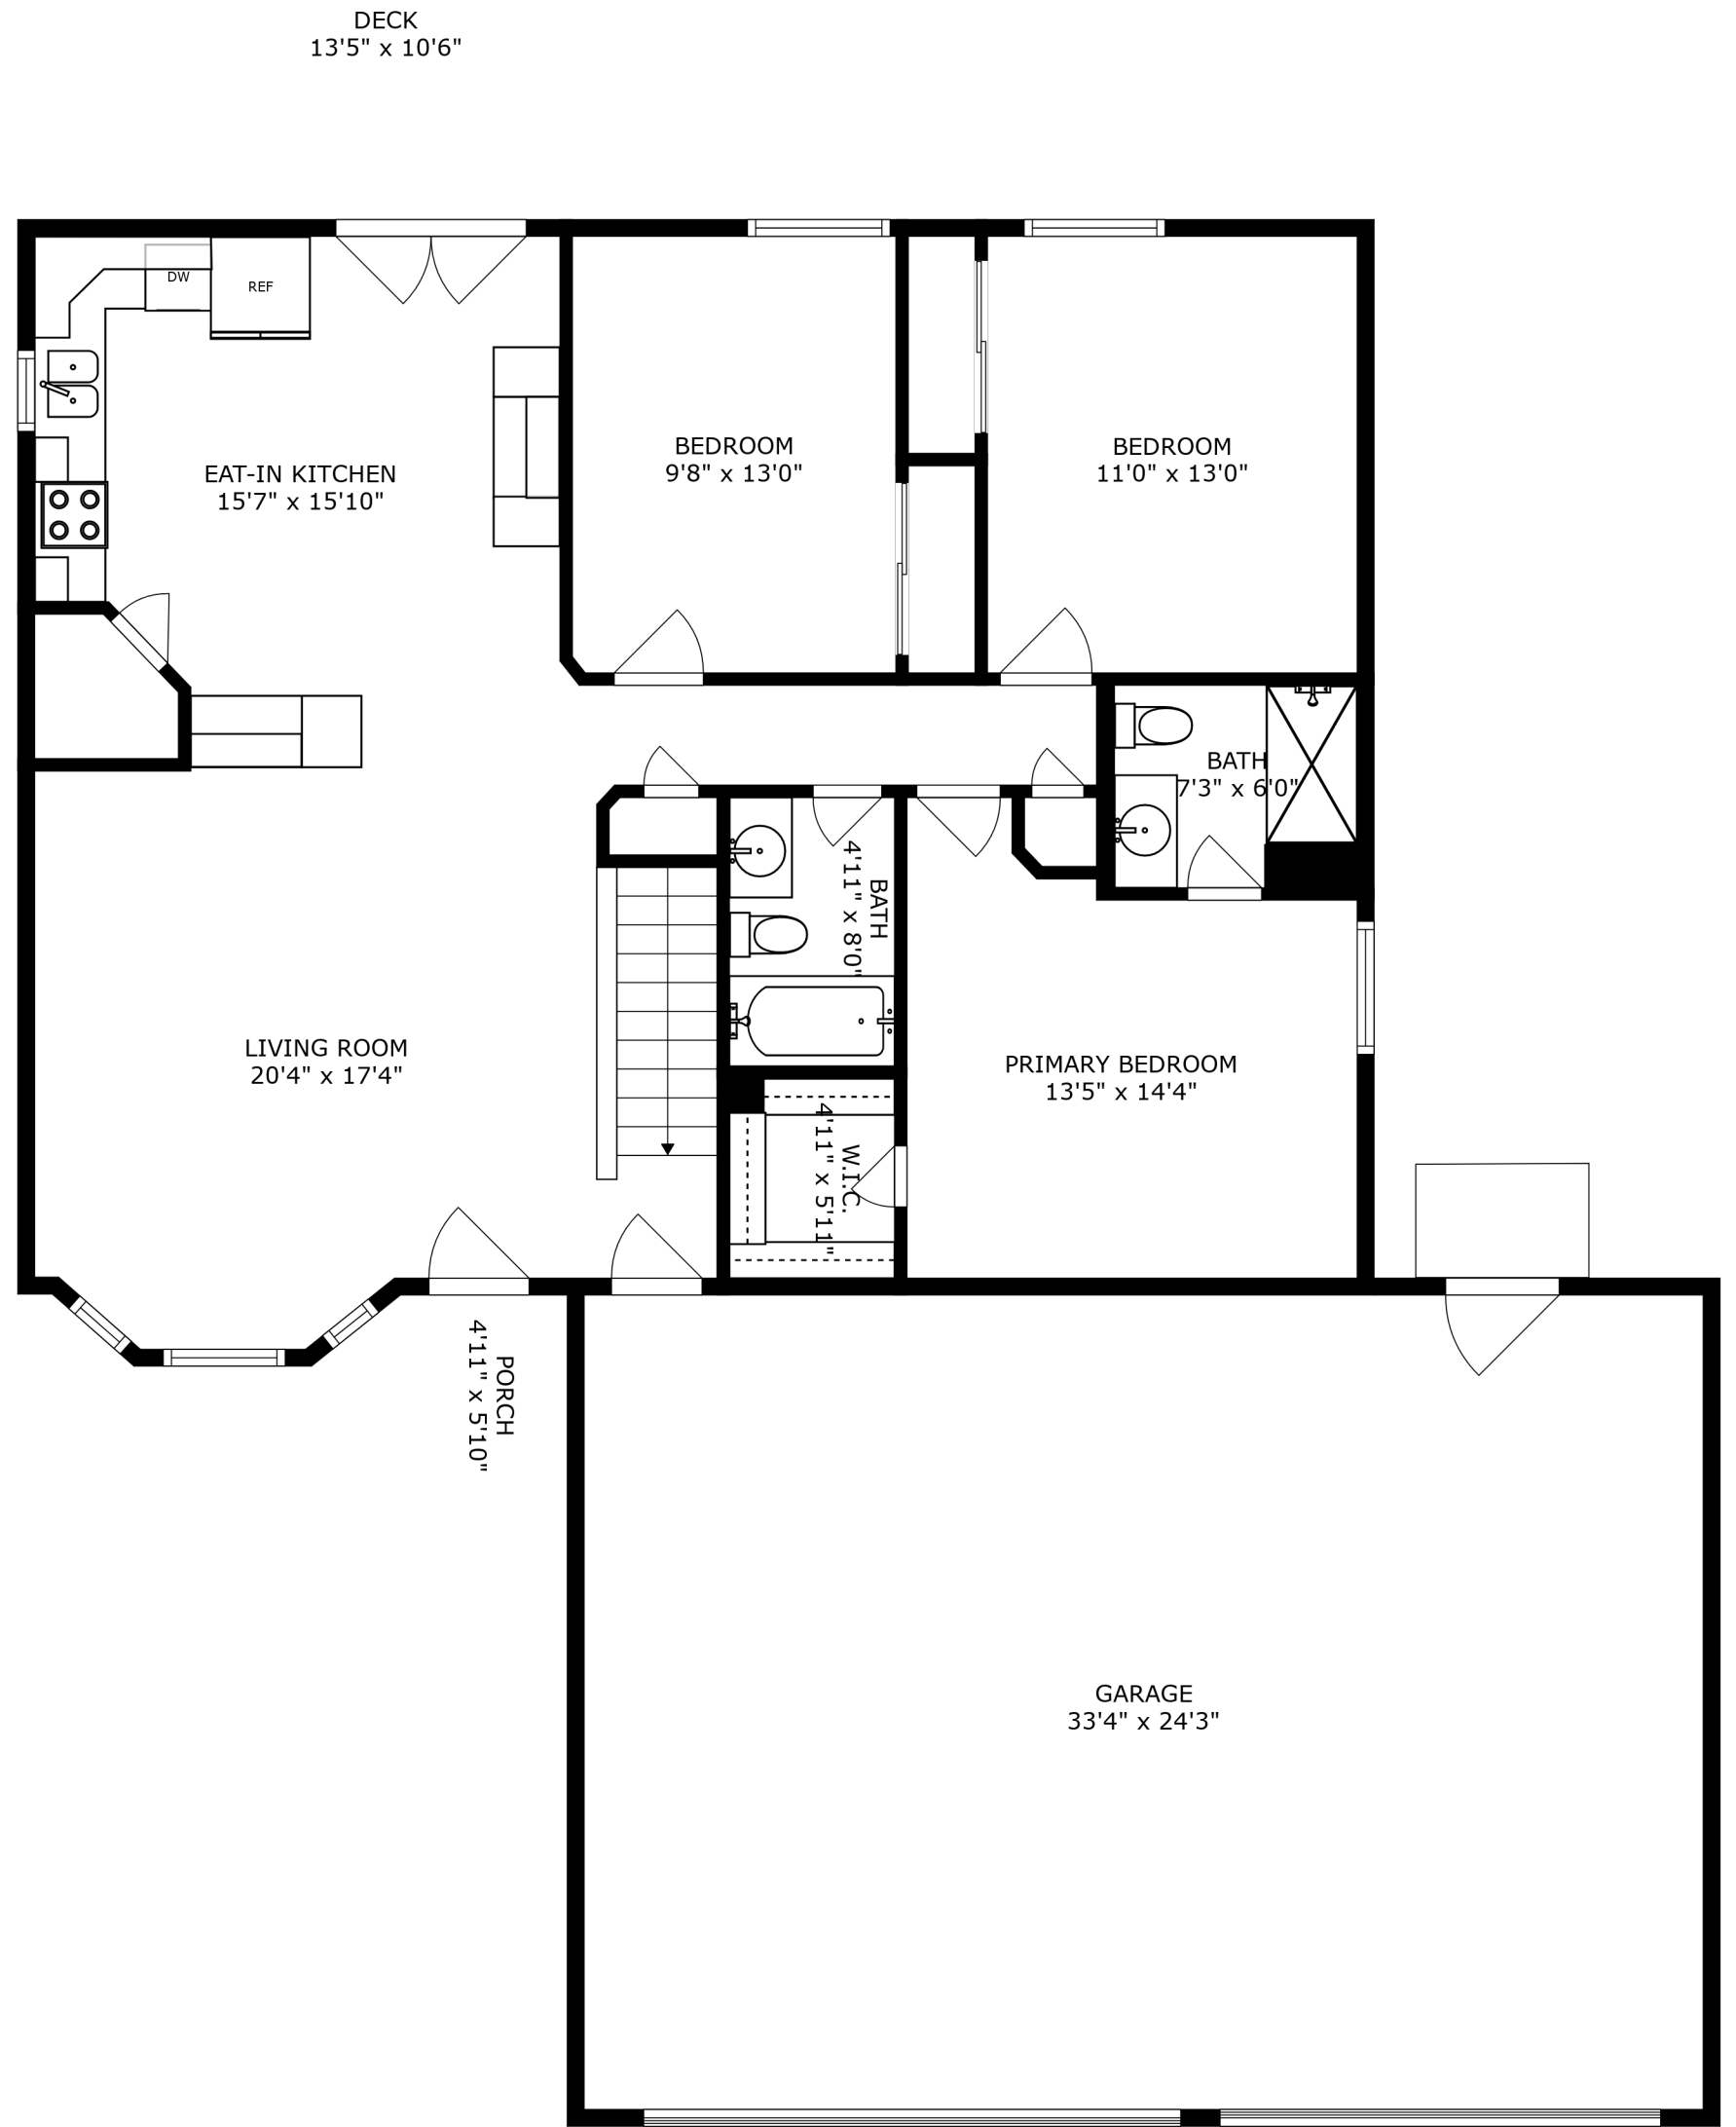 DECK
13'5" x 10'6"
DW
REF
EAT-IN KITCHEN
15'7" x 15'10"
BEDROOM
9'8" x 13'0"
BEDROOM
11'0" x 13'0"
BATH
7'3" x 6'0"
BATH
4'11" x 8'0"
LIVING ROOM
20'4" x 17'4"
PRIMARY BEDROOM
13'5" x 14'4"
W.I.C.
4'11" x 5'11"
PORCH
4'11" x 5'10"
GARAGE
33'4" x 24'3"